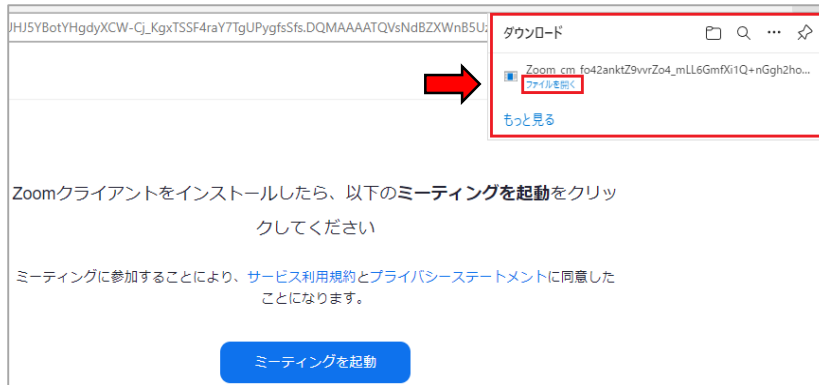 JHJ5YBotYHgdyXCW-Cj_KgxTSSF4raY7TgUPygfsSfs.DQMAAAATQVsNdBZXWnB5Uz
ダウンロード
Zoom_cm_fo42anktZ9vvrZo4_mLL6GmfXi1Q+nGgh2ho...
ファイルを開く
もっと見る
Zoomクライアントをインストールしたら、以下のミーティングを起動をクリッ
クしてください
ミーティングに参加することにより、サービス利用規約とプライバシーステートメントに同意した
ことになります。
ミーティングを起動